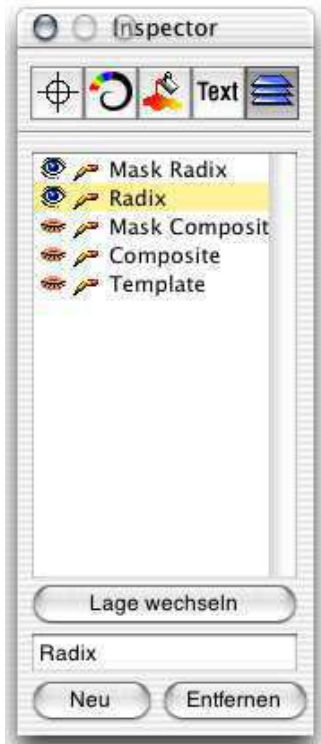 Inspector
Text
Mask Radix
Radix
Mask Composit
Composite
Template
Lage wechseln
Radix
Neu Entfernen